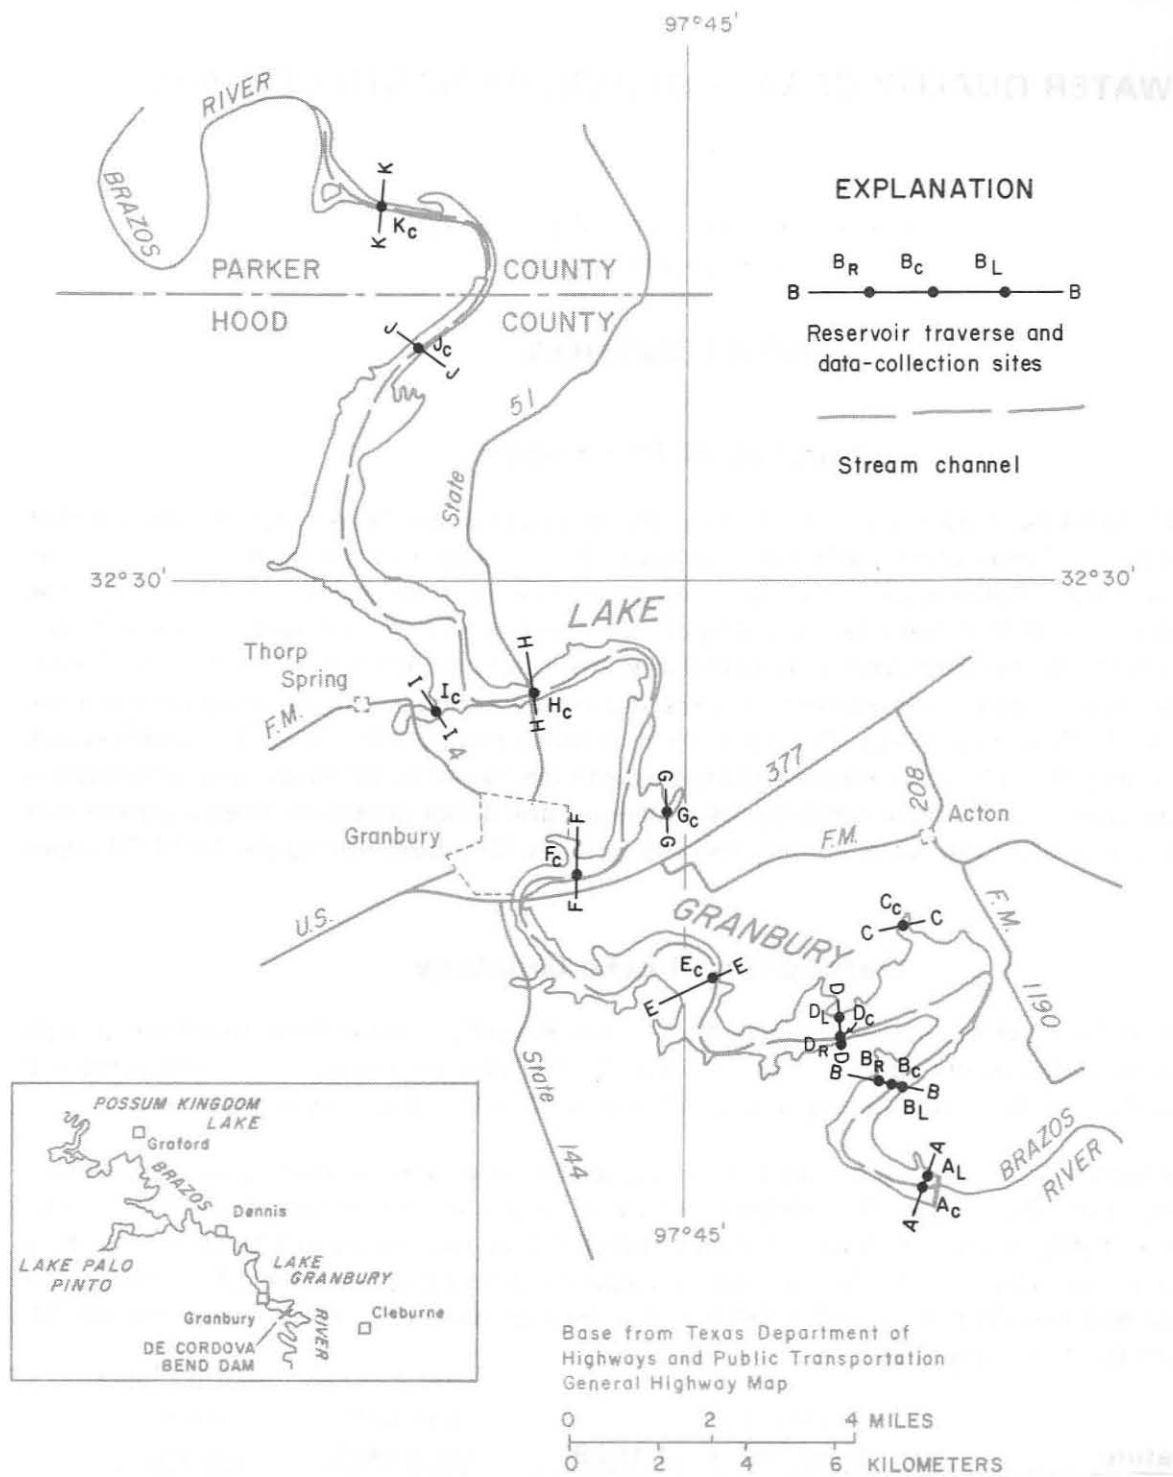 97°45'
RIVER
BRAZOS
K
K
Kc
PARKER
COUNTY
HOOD
COUNTY
J
Jc
J
51
State
EXPLANATION
BR
BC
BL
B
B
Reservoir traverse and
data-collection sites
Stream channel
32°30'
32°30'
LAKE
Thorp
Spring
F.M.
I
Ic
I
4
H
Hc
H
377
208
G
Gc
G
F.M.
Acton
Granbury
F
Fc
F
U.S.
GRANBURY
Cc
C
C
F.M.
1190
Ec
E
E
D
DL
Dc
DR
D
B
BR
Bc
B
BL
State
144
A
AL
Ac
A
BRAZOS
RIVER
97°45'
POSSUM KINGDOM
LAKE
Graford
BRAZOS
Dennis
LAKE PALO
PINTO
LAKE
GRANBURY
Granbury
RIVER
Cleburne
DE CORDOVA
BEND DAM
Base from Texas Department of
Highways and Public Transportation
General Highway Map
0 2 4 MILES
0 2 4 6 KILOMETERS